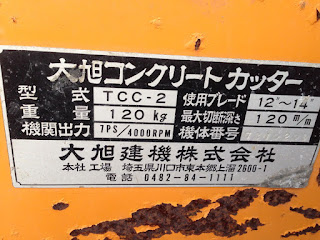 大旭コンクリートカッター
型式 TCC-2 使用ブレード 12"～14"
重量 120kg 最大切断深さ 120m/m
機関出力 7PS/4000RPM 機体番号
大旭建機株式会社
本社工場 埼玉県川口市東本郷上溜2600-1
電話 0482-84-1111